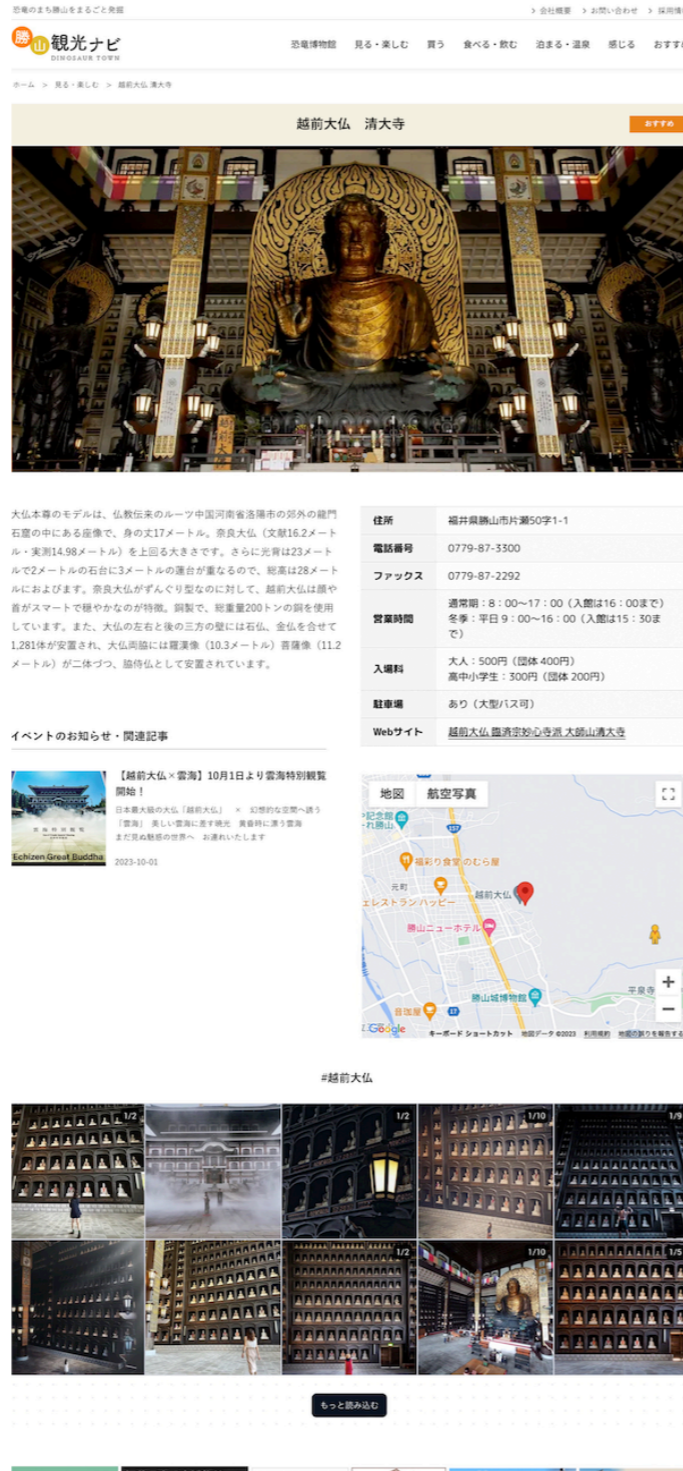 恐竜のまち勝山をまるごと発掘
> 会社概要 > お問い合わせ > 採用情
勝山観光ナビ
DINOSAUR TOWN
恐竜博物館 見る・楽しむ 買う 食べる・飲む 泊まる・温泉 感じる おすす
ホーム > 見る・楽しむ > 越前大仏 清大寺
越前大仏 清大寺
おすすめ
大仏本尊のモデルは、仏教伝来のルーツ中国河南省洛陽市の郊外の龍門
石窟の中にある座像で、身の丈17メートル。奈良大仏（文献16.2メート
ル・実測14.98メートル）を上回る大きさです。さらに光背は23メート
ルで2メートルの石台に3メートルの蓮台が重なるので、総高は28メート
ルにおよびます。奈良大仏がずんぐり型なのに対して、越前大仏は顔や
首がスマートで穏やかなのが特徴。銅製で、総重量200トンの銅を使用
しています。また、大仏の左右と後の三方の壁には石仏、金仏を合せて
1,281体が安置され、大仏両脇には羅漢像（10.3メートル）菩薩像（11.2
メートル）が二体づつ、脇侍仏として安置されています。
住所 福井県勝山市片瀬50字1-1
電話番号 0779-87-3300
ファックス 0779-87-2292
営業時間 通常期：8：00〜17：00（入館は16：00まで）
冬季：平日 9：00〜16：00（入館は15：30ま
で）
入場料 大人：500円（団体 400円）
高中小学生：300円（団体 200円）
駐車場 あり（大型バス可）
Webサイト 越前大仏 臨済宗妙心寺派 大師山清大寺
イベントのお知らせ・関連記事
【越前大仏×雲海】10月1日より雲海特別観覧
開始！
日本最大級の大仏「越前大仏」 × 幻想的な空間へ誘う
「雲海」 美しい雲海に差す暁光 黄昏時に漂う雲海
まだ見ぬ魅惑の世界へ お連れいたします
2023-10-01
雲海特別観覧
Echizen Great Buddha
地図 航空写真
記念館
れ勝山
157
福彩り食堂 のむら屋
元町
ェレストラン ハッピー
越前大仏
勝山ニューホテル
勝山城博物館
平泉寺
音珈屋
17
Google
キーボード ショートカット 地図データ ©2023 利用規約 地図の誤りを報告する
#越前大仏
1/2
1/2
1/10
1/9
1/2
1/10
1/5
もっと読み込む